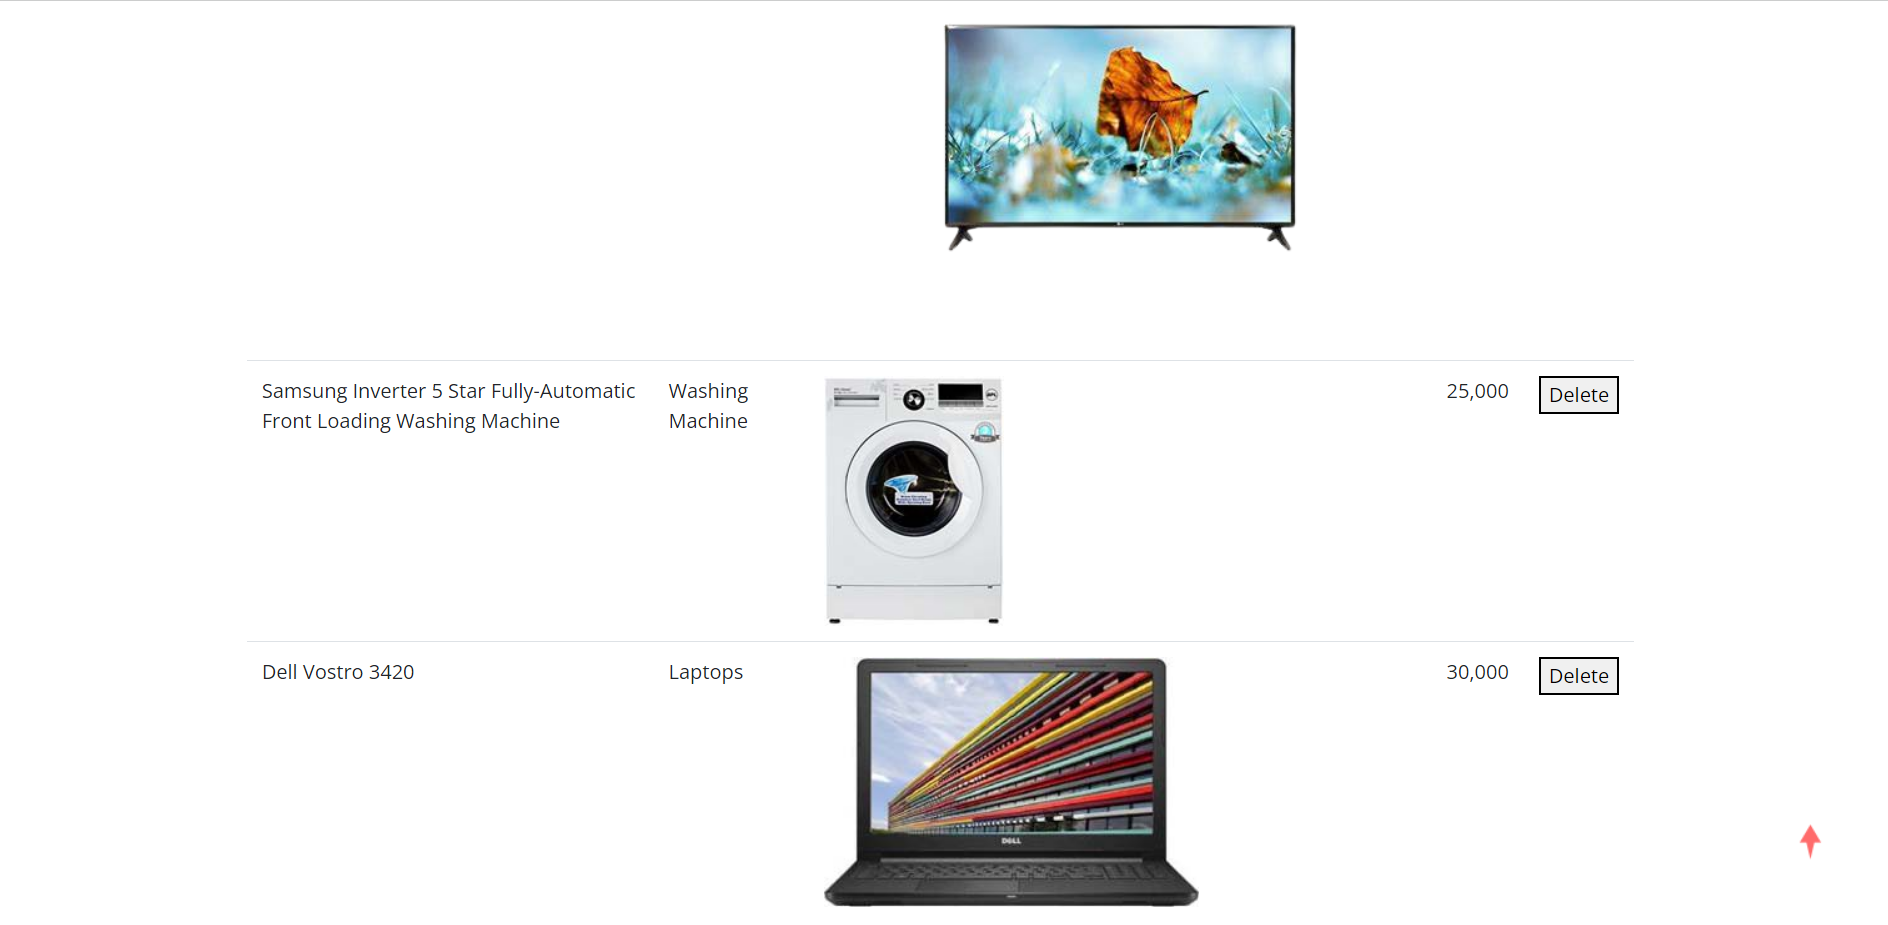 Samsung Inverter 5 Star Fully-Automatic
Front Loading Washing Machine
Washing
Machine
25,000
Delete
Dell Vostro 3420
Laptops
30,000
Delete
DELL